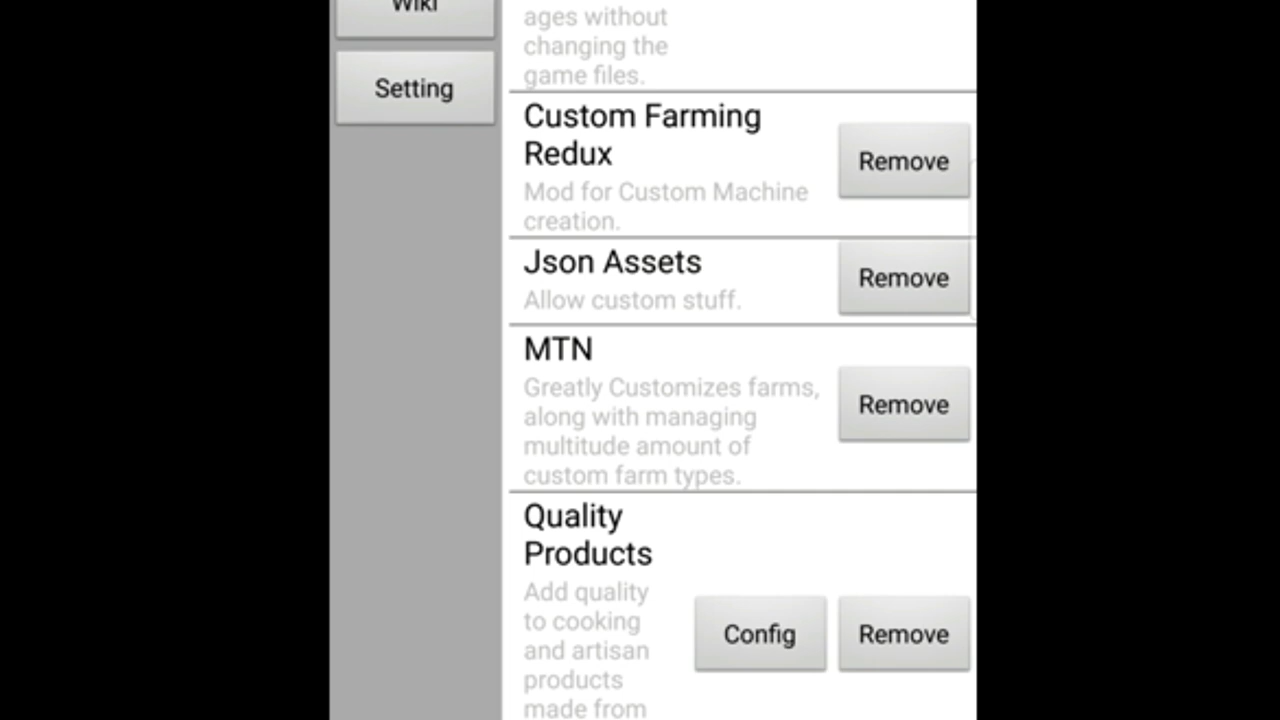 Wiki
Setting
ages without
changing the
game files.
Custom Farming
Redux
Mod for Custom Machine
creation.
Remove
Json Assets
Allow custom stuff.
Remove
MTN
Greatly Customizes farms,
along with managing
multitude amount of
custom farm types.
Remove
Quality
Products
Add quality
to cooking
and artisan
products
made from
Config
Remove